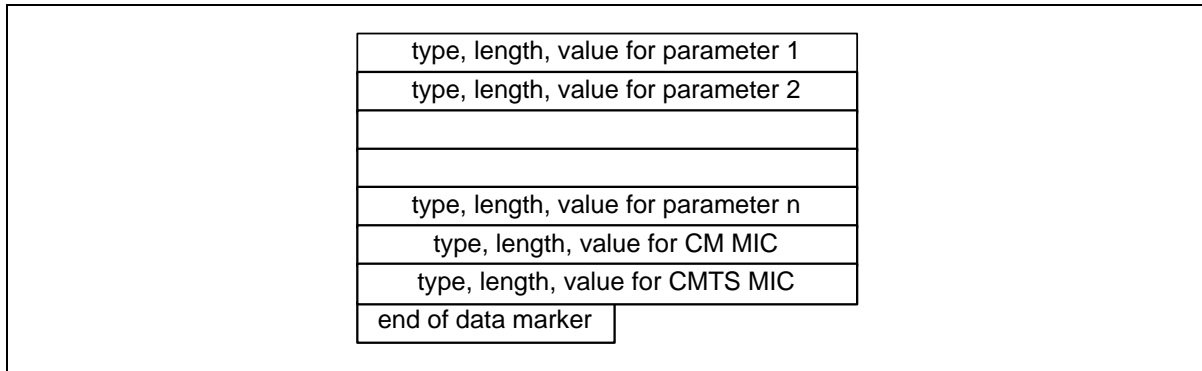 type, length, value for parameter 1
type, length, value for parameter 2
type, length, value for parameter n
type, length, value for CM MIC
type, length, value for CMTS MIC
end of data marker